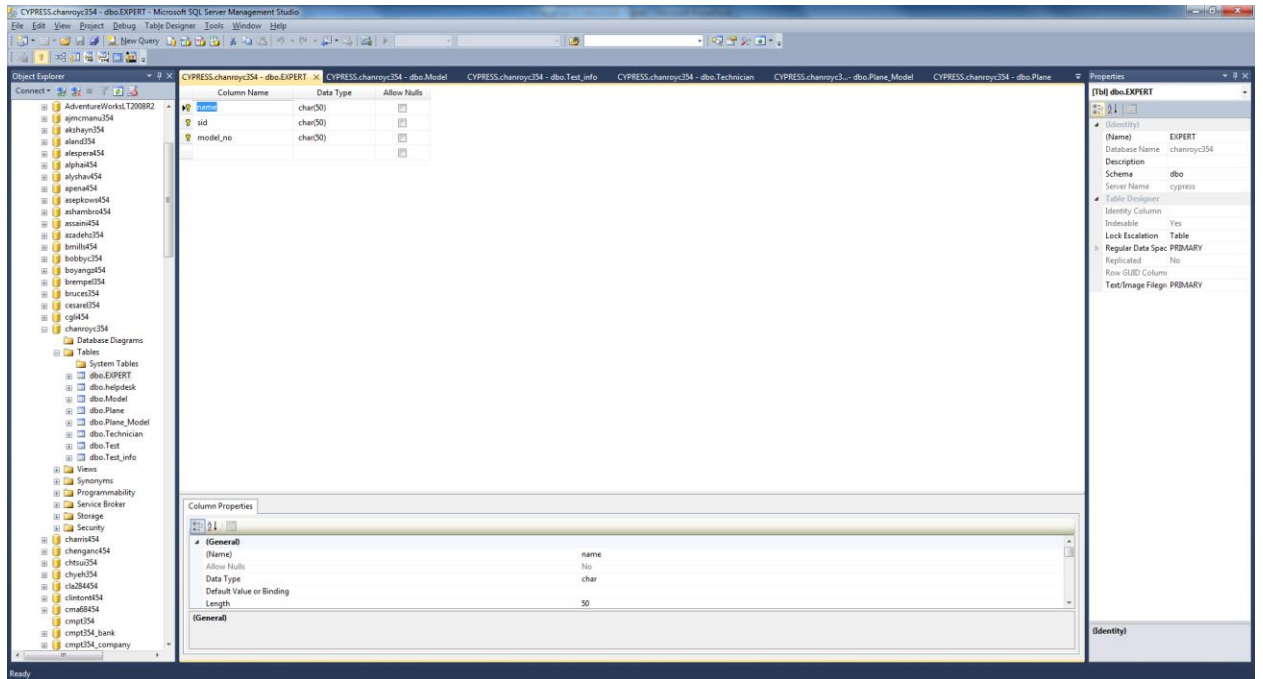 CYPRESS.chanroyc354 - dbo.EXPERT - Microsoft SQL Server Management Studio
File Edit View Project Debug Table Designer Tools Window Help
New Query
Object Explorer
Connect
AdventureWorksLT2008R2
ajmcmanu354
akshayn354
aland354
alespera454
alphai454
alyshav454
apena454
asepkows454
ashambro454
assaini454
azadehz354
bmills454
bobbyc354
boyangz454
brempel354
bruces354
cesarel354
cgli454
chanroyc354
Database Diagrams
Tables
System Tables
dbo.EXPERT
dbo.helpdesk
dbo.Model
dbo.Plane
dbo.Plane_Model
dbo.Technician
dbo.Test
dbo.Test_info
Views
Synonyms
Programmability
Service Broker
Storage
Security
charris454
chenganc454
chtsui354
chyeh354
cla284454
clintont454
cma68454
cmpt354
cmpt354_bank
cmpt354_company
CYPRESS.chanroyc354 - dbo.EXPERT CYPRESS.chanroyc354 - dbo.Model CYPRESS.chanroyc354 - dbo.Test_info CYPRESS.chanroyc354 - dbo.Technician CYPRESS.chanroyc3...- dbo.Plane_Model CYPRESS.chanroyc354 - dbo.Plane
Column Name Data Type Allow Nulls
name char(50)
sid char(50)
model_no char(50)
Column Properties
(General)
(Name) name
Allow Nulls No
Data Type char
Default Value or Binding
Length 50
(General)
Properties
[Tbl] dbo.EXPERT
(Identity)
(Name) EXPERT
Database Name chanroyc354
Description
Schema dbo
Server Name cypress
Table Designer
Identity Column
Indexable Yes
Lock Escalation Table
Regular Data Spac PRIMARY
Replicated No
Row GUID Colum
Text/Image Filegr PRIMARY
(Identity)
Ready